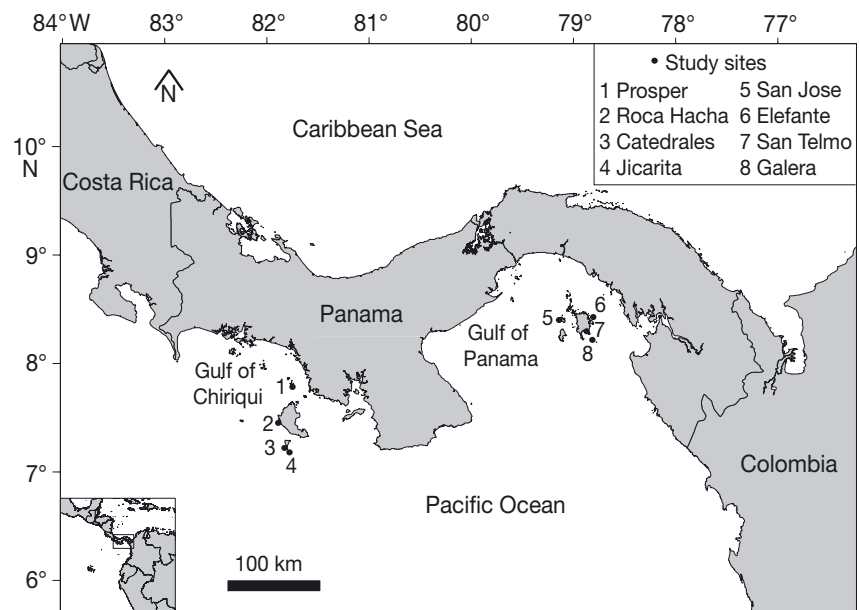 84°W 83° 82° 81° 80° 79° 78° 77°
• Study sites
1 Prosper 5 San Jose
2 Roca Hacha 6 Elefante
3 Catedrales 7 San Telmo
4 Jicarita 8 Galera
N
Caribbean Sea
10°
N
Costa Rica
9°
Panama
5 6
7
8
Gulf of
Panama
8°
Gulf of
Chiriqui
1
2
3
4
7°
Colombia
Pacific Ocean
100 km
6°